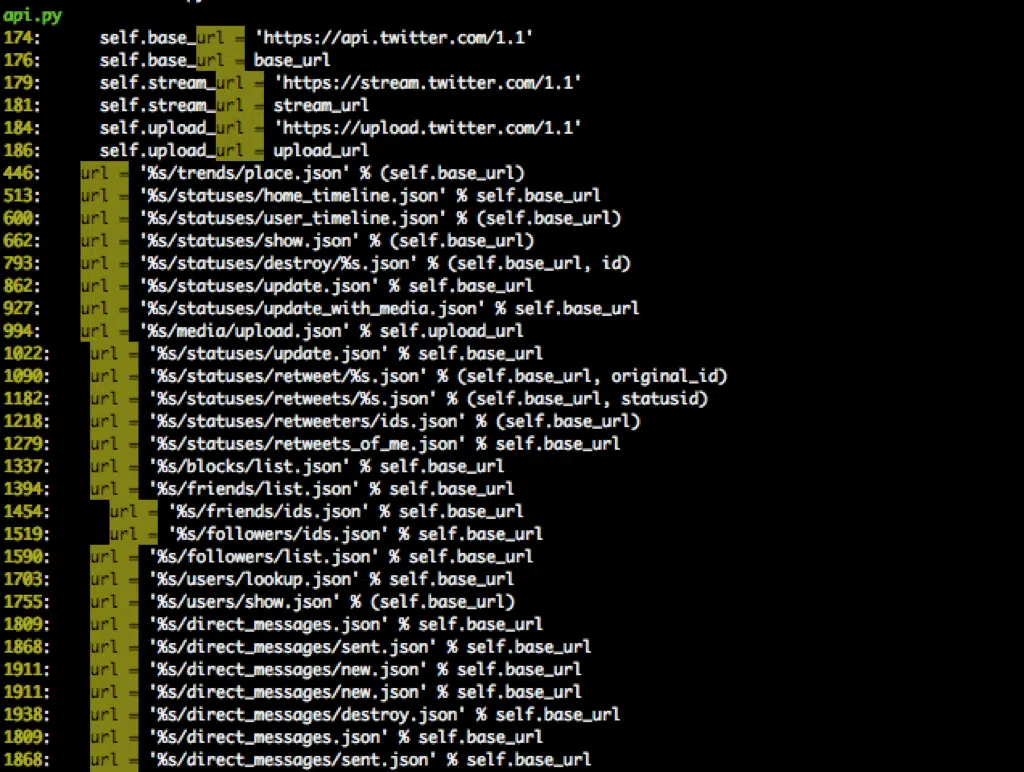 api.py
174:      self.base_url = 'https://api.twitter.com/1.1'
176:      self.base_url = base_url
179:      self.stream_url = 'https://stream.twitter.com/1.1'
181:      self.stream_url = stream_url
184:      self.upload_url = 'https://upload.twitter.com/1.1'
186:      self.upload_url = upload_url
446:    url = '%s/trends/place.json' % (self.base_url)
513:    url = '%s/statuses/home_timeline.json' % self.base_url
600:    url = '%s/statuses/user_timeline.json' % (self.base_url)
662:    url = '%s/statuses/show.json' % (self.base_url)
793:    url = '%s/statuses/destroy/%s.json' % (self.base_url, id)
862:    url = '%s/statuses/update.json' % self.base_url
927:    url = '%s/statuses/update_with_media.json' % self.base_url
994:    url = '%s/media/upload.json' % self.upload_url
1022:    url = '%s/statuses/update.json' % self.base_url
1090:    url = '%s/statuses/retweet/%s.json' % (self.base_url, original_id)
1182:    url = '%s/statuses/retweets/%s.json' % (self.base_url, statusid)
1218:    url = '%s/statuses/retweeters/ids.json' % (self.base_url)
1279:    url = '%s/statuses/retweets_of_me.json' % self.base_url
1337:    url = '%s/blocks/list.json' % self.base_url
1394:    url = '%s/friends/list.json' % self.base_url
1454:      url = '%s/friends/ids.json' % self.base_url
1519:      url = '%s/followers/ids.json' % self.base_url
1590:    url = '%s/followers/list.json' % self.base_url
1703:    url = '%s/users/lookup.json' % self.base_url
1755:    url = '%s/users/show.json' % (self.base_url)
1809:    url = '%s/direct_messages.json' % self.base_url
1868:    url = '%s/direct_messages/sent.json' % self.base_url
1911:    url = '%s/direct_messages/new.json' % self.base_url
1911:    url = '%s/direct_messages/new.json' % self.base_url
1938:    url = '%s/direct_messages/destroy.json' % self.base_url
1809:    url = '%s/direct_messages.json' % self.base_url
1868:    url = '%s/direct_messages/sent.json' % self.base_url